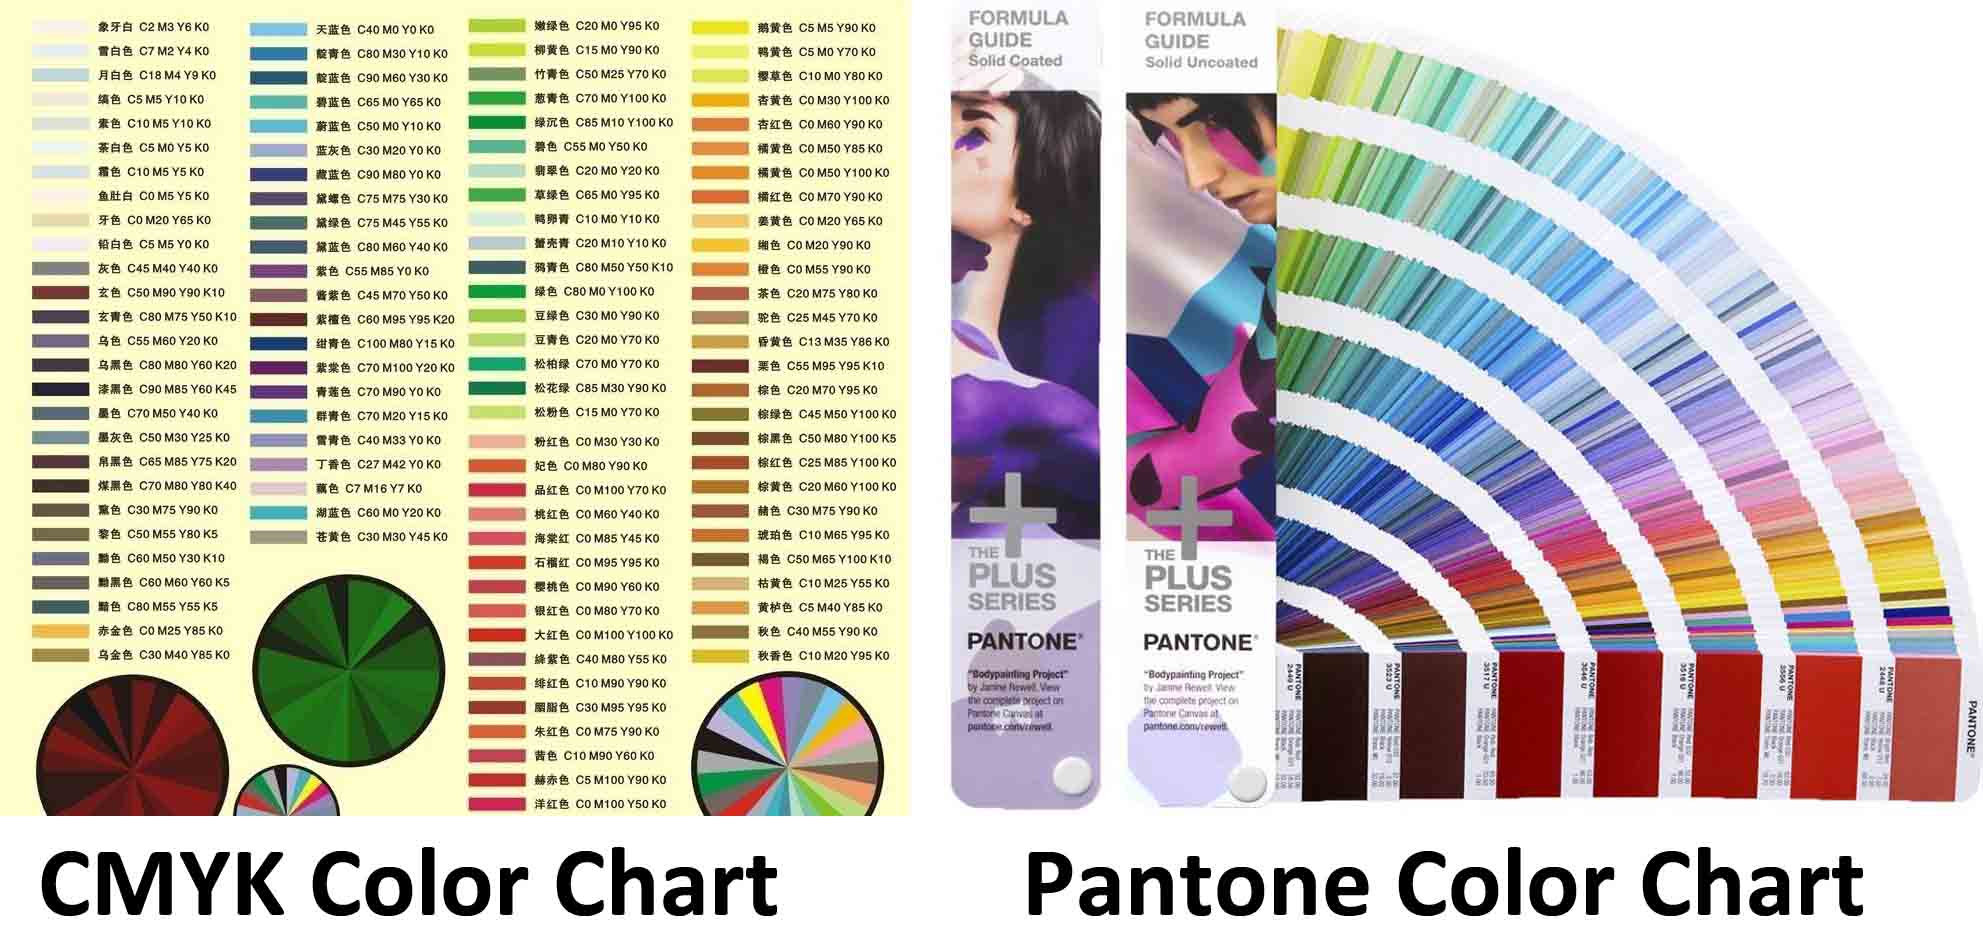 象牙白 C2 M3 Y6 K0
雪白色 C7 M2 Y4 K0
月白色 C18 M4 Y9 K0
缟色 C5 M5 Y10 K0
素色 C10 M5 Y10 K0
荼白色 C5 M0 Y5 K0
霜色 C10 M5 Y5 K0
鱼肚白 C0 M5 Y5 K0
牙色 C0 M20 Y65 K0
铅白色 C5 M5 Y0 K0
灰色 C45 M40 Y40 K0
玄色 C50 M90 Y90 K10
玄青色 C80 M75 Y50 K10
乌色 C55 M60 Y20 K0
乌黑色 C80 M80 Y60 K20
漆黑色 C90 M85 Y60 K45
墨色 C70 M50 Y40 K0
墨灰色 C50 M30 Y25 K0
帛黑色 C65 M85 Y75 K20
煤黑色 C70 M80 Y80 K40
黧色 C30 M75 Y90 K0
黎色 C50 M55 Y80 K5
黝色 C60 M50 Y30 K10
黝黑色 C60 M60 Y60 K5
黯色 C80 M55 Y55 K5
赤金色 C0 M25 Y85 K0
乌金色 C30 M40 Y85 K0
天蓝色 C40 M0 Y0 K0
靛青色 C80 M30 Y10 K0
靛蓝色 C90 M60 Y30 K0
碧蓝色 C65 M0 Y65 K0
蔚蓝色 C50 M0 Y10 K0
蓝灰色 C30 M20 Y0 K0
藏蓝色 C90 M80 Y0 K0
黛螺色 C75 M75 Y30 K0
黛绿色 C75 M45 Y55 K0
黛蓝色 C80 M60 Y40 K0
紫色 C55 M85 Y0 K0
酱紫色 C45 M70 Y50 K0
紫檀色 C60 M95 Y95 K20
绀青色 C100 M80 Y15 K0
紫棠色 C70 M100 Y20 K0
青莲色 C70 M90 Y0 K0
群青色 C70 M20 Y15 K0
雪青色 C40 M33 Y0 K0
丁香色 C27 M42 Y0 K0
藕色 C7 M16 Y7 K0
湖蓝色 C60 M0 Y20 K0
苍黄色 C30 M30 Y45 K0
嫩绿色 C20 M0 Y95 K0
柳黄色 C15 M0 Y90 K0
竹青色 C50 M25 Y70 K0
葱青色 C70 M0 Y100 K0
绿沉色 C85 M10 Y100 K0
碧色 C55 M0 Y50 K0
翡翠色 C20 M0 Y20 K0
草绿色 C65 M0 Y95 K0
鸭卵青 C10 M0 Y10 K0
蟹壳青 C20 M10 Y10 K0
鸦青色 C80 M50 Y50 K10
绿色 C80 M0 Y100 K0
豆绿色 C30 M0 Y90 K0
豆青色 C20 M0 Y70 K0
松柏绿 C70 M0 Y70 K0
松花绿 C85 M30 Y90 K0
松粉色 C15 M0 Y70 K0
粉红色 C0 M30 Y30 K0
妃色 C0 M80 Y90 K0
品红色 C0 M100 Y70 K0
桃红色 C0 M60 Y40 K0
海棠红 C0 M85 Y45 K0
石榴红 C0 M95 Y95 K0
樱桃色 C0 M90 Y60 K0
银红色 C0 M80 Y70 K0
大红色 C0 M100 Y100 K0
绛紫色 C40 M80 Y55 K0
绯红色 C10 M90 Y90 K0
胭脂色 C30 M95 Y95 K0
朱红色 C0 M75 Y90 K0
茜色 C10 M90 Y60 K0
赫赤色 C5 M100 Y90 K0
洋红色 C0 M100 Y50 K0
鹅黄色 C5 M5 Y90 K0
鸭黄色 C5 M0 Y70 K0
樱草色 C10 M0 Y80 K0
杏黄色 C0 M30 Y100 K0
杏红色 C0 M60 Y90 K0
橘黄色 C0 M50 Y85 K0
橘黄色 C0 M50 Y100 K0
橘红色 C0 M70 Y90 K0
姜黄色 C0 M20 Y65 K0
缃色 C0 M20 Y90 K0
橙色 C0 M55 Y90 K0
茶色 C20 M75 Y80 K0
驼色 C25 M45 Y70 K0
昏黄色 C13 M35 Y86 K0
栗色 C55 M95 Y95 K10
棕色 C20 M70 Y95 K0
棕绿色 C45 M50 Y100 K0
棕黑色 C50 M80 Y100 K5
棕红色 C25 M85 Y100 K0
棕黄色 C20 M60 Y100 K0
赭色 C30 M75 Y90 K0
琥珀色 C10 M65 Y95 K0
褐色 C50 M65 Y100 K10
枯黄色 C10 M25 Y55 K0
黄栌色 C5 M40 Y85 K0
秋色 C40 M55 Y90 K0
秋香色 C10 M20 Y95 K0
CMYK Color Chart
FORMULA
GUIDE
Solid Coated
THE
PLUS
SERIES
PANTONE®
"Bodypainting Project"
by Janine Rewell. View
the complete project on
Pantone Canvas at
pantone.com/rewell.
FORMULA
GUIDE
Solid Uncoated
THE
PLUS
SERIES
PANTONE®
"Bodypainting Project"
by Janine Rewell. View
the complete project on
Pantone Canvas at
pantone.com/rewell.
PANTONE
2449 U
PANTONE
3523 U
PANTONE
3517 U
PANTONE
3546 U
PANTONE
3516 U
PANTONE
PANTONE
2448 U
PANTONE®
Pantone Color Chart